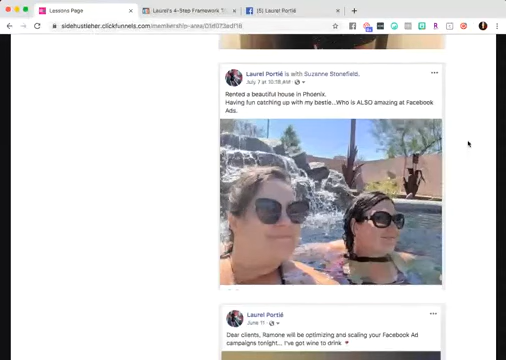 Lessons Page
Laurel's 4-Step Framework T
(5) Laurel Portié
sidehustleher.clickfunnels.com/membership-area/
Laurel Portié is with Suzanne Stonefield.
July 7 at 10:18 AM
Rented a beautiful house in Phoenix.
Having fun catching up with my bestie...Who is ALSO amazing at Facebook
Ads.
Laurel Portié
June 11
Dear clients, Ramone will be optimizing and scaling your Facebook Ad
campaigns tonight... I've got wine to drink